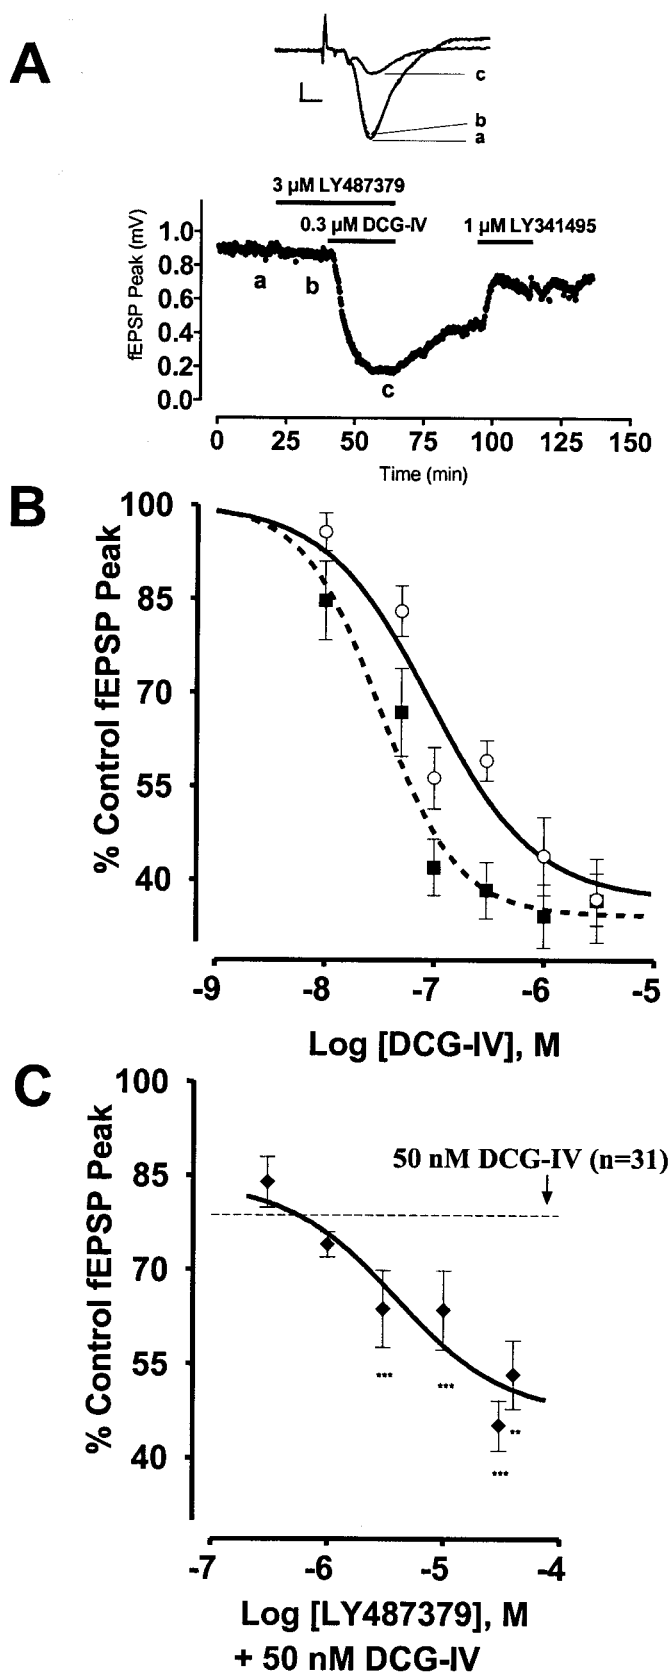 A
c
b
a
3 µM LY487379
0.3 µM DCG-IV
1 µM LY341495
fEPSP Peak (mV)
1.0
0.8
0.6
0.4
0.2
0.0
a
b
c
0 25 50 75 100 125 150
Time (min)
B
% Control fEPSP Peak
100
85
70
55
40
-9 -8 -7 -6 -5
Log [DCG-IV], M
C
% Control fEPSP Peak
100
85
70
55
40
50 nM DCG-IV (n=31)
***
***
**
***
-7 -6 -5 -4
Log [LY487379], M
+ 50 nM DCG-IV